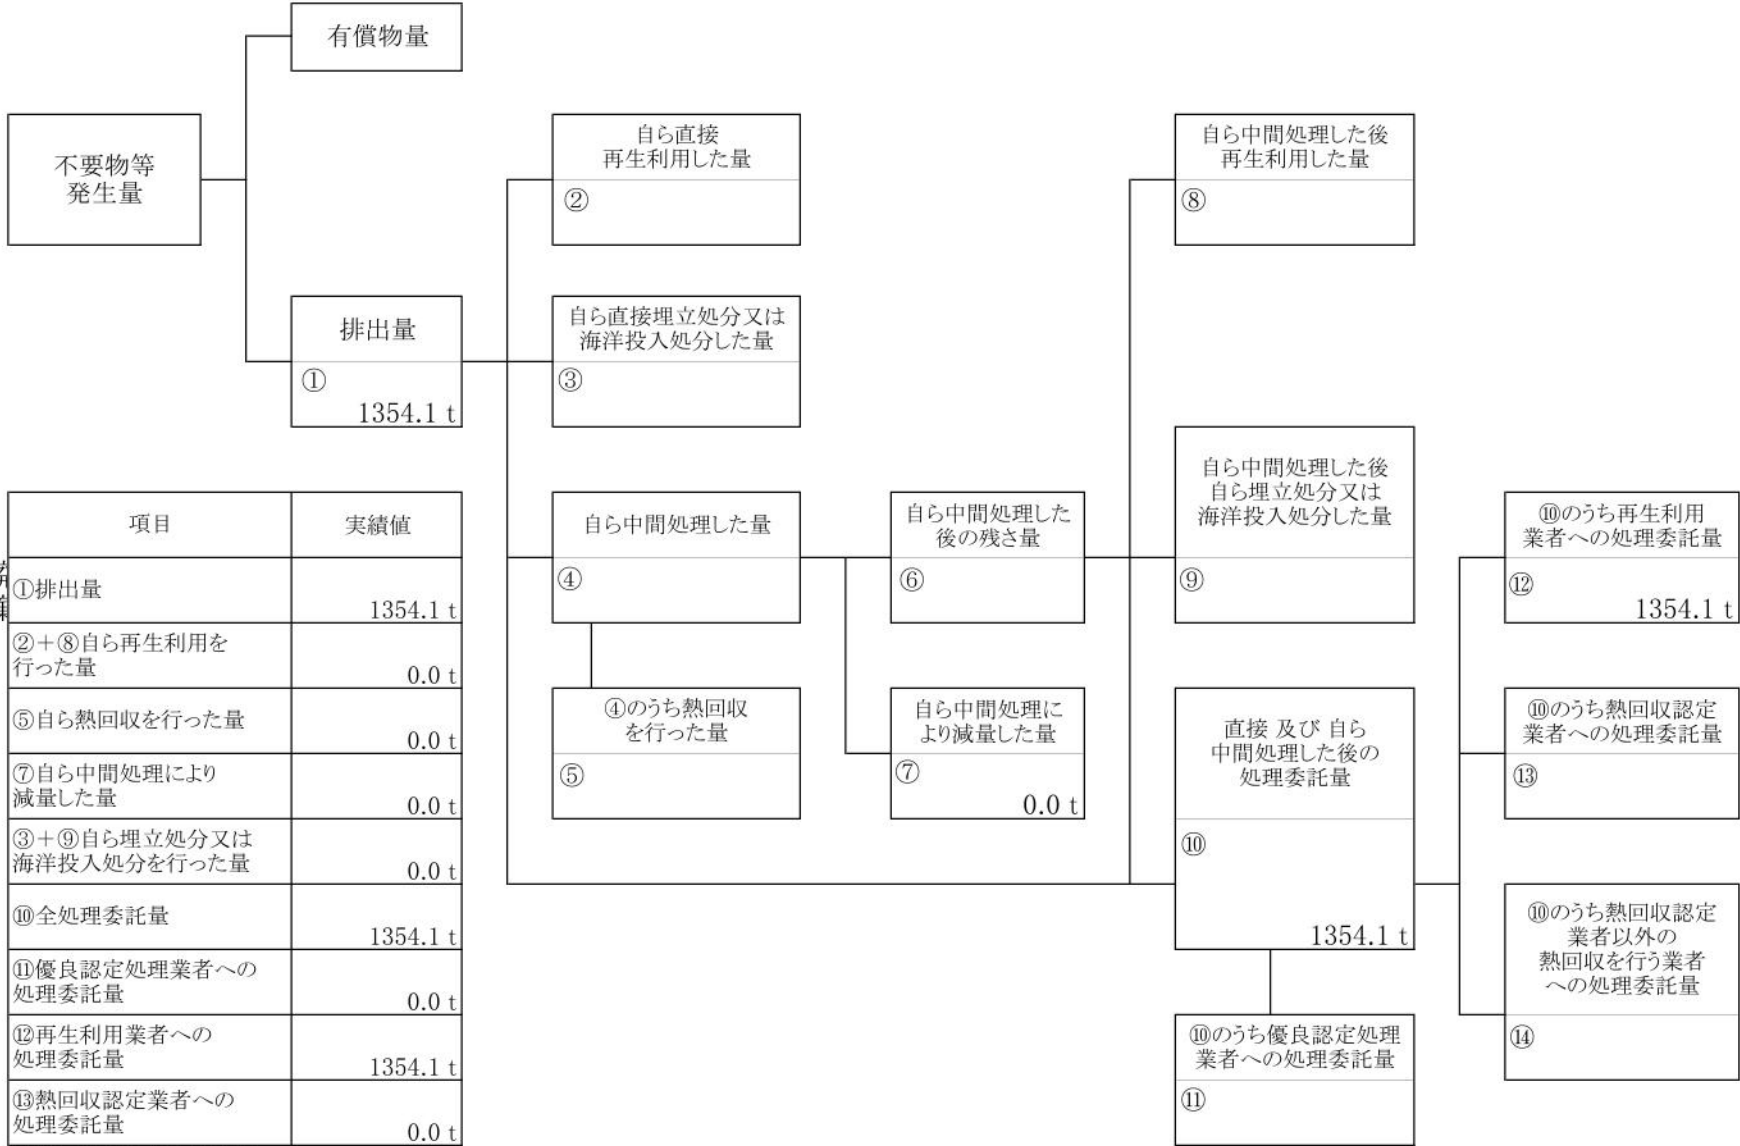 有償物量
不要物等
発生量
自ら直接
再生利用した量
②
自ら中間処理した後
再生利用した量
⑧
排出量
①
1354.1 t
自ら直接埋立処分又は
海洋投入処分した量
③
自ら中間処理した量
④
自ら中間処理した
後の残さ量
⑥
自ら中間処理した後
自ら埋立処分又は
海洋投入処分した量
⑨
⑩のうち再生利用
業者への処理委託量
⑫
1354.1 t
④のうち熱回収
を行った量
⑤
自ら中間処理に
より減量した量
⑦
0.0 t
直接 及び 自ら
中間処理した後の
処理委託量
⑩
1354.1 t
⑩のうち熱回収認定
業者への処理委託量
⑬
⑩のうち熱回収認定
業者以外の
熱回収を行う業者
への処理委託量
⑭
⑩のうち優良認定処理
業者への処理委託量
⑪
項目
実績値
①排出量
1354.1 t
②＋⑧自ら再生利用を
行った量
0.0 t
⑤自ら熱回収を行った量
0.0 t
⑦自ら中間処理により
減量した量
0.0 t
③＋⑨自ら埋立処分又は
海洋投入処分を行った量
0.0 t
⑩全処理委託量
1354.1 t
⑪優良認定処理業者への
処理委託量
0.0 t
⑫再生利用業者への
処理委託量
1354.1 t
⑬熱回収認定業者への
処理委託量
0.0 t